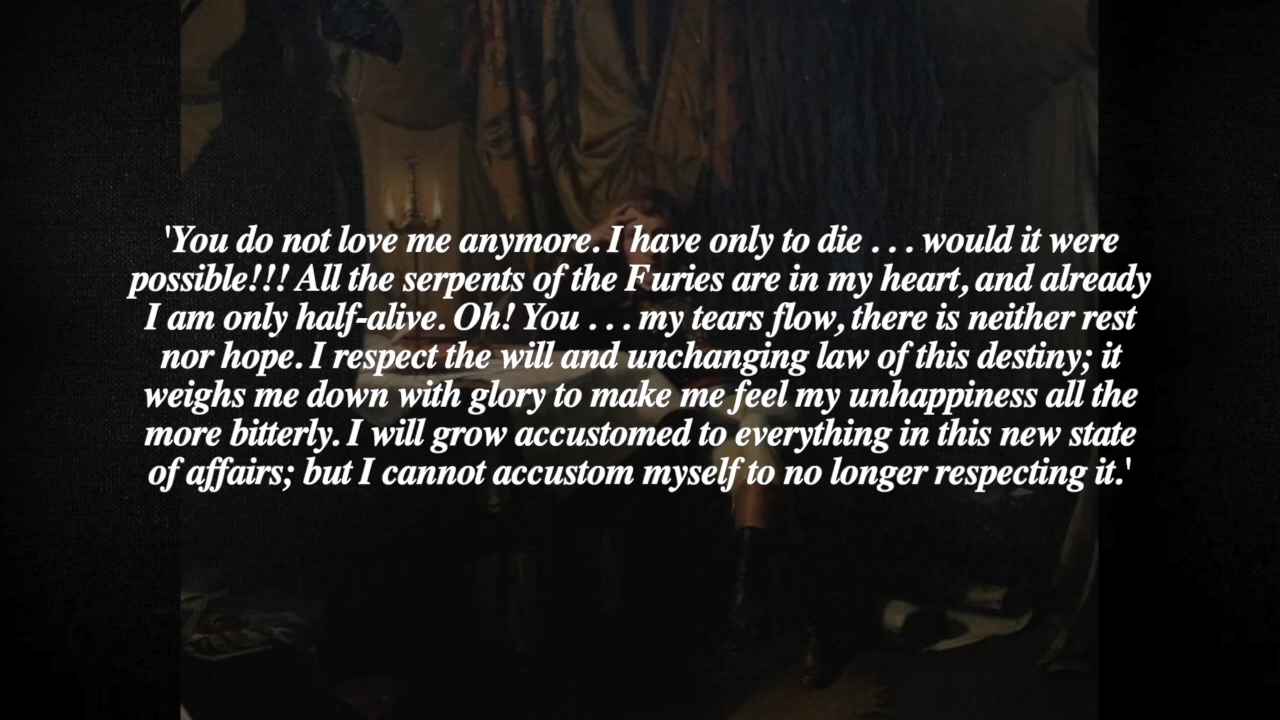 'You do not love me anymore. I have only to die . . . would it were
possible!!! All the serpents of the Furies are in my heart, and already
I am only half-alive. Oh! You . . . my tears flow, there is neither rest
nor hope. I respect the will and unchanging law of this destiny; it
weighs me down with glory to make me feel my unhappiness all the
more bitterly. I will grow accustomed to everything in this new state
of affairs; but I cannot accustom myself to no longer respecting it.'